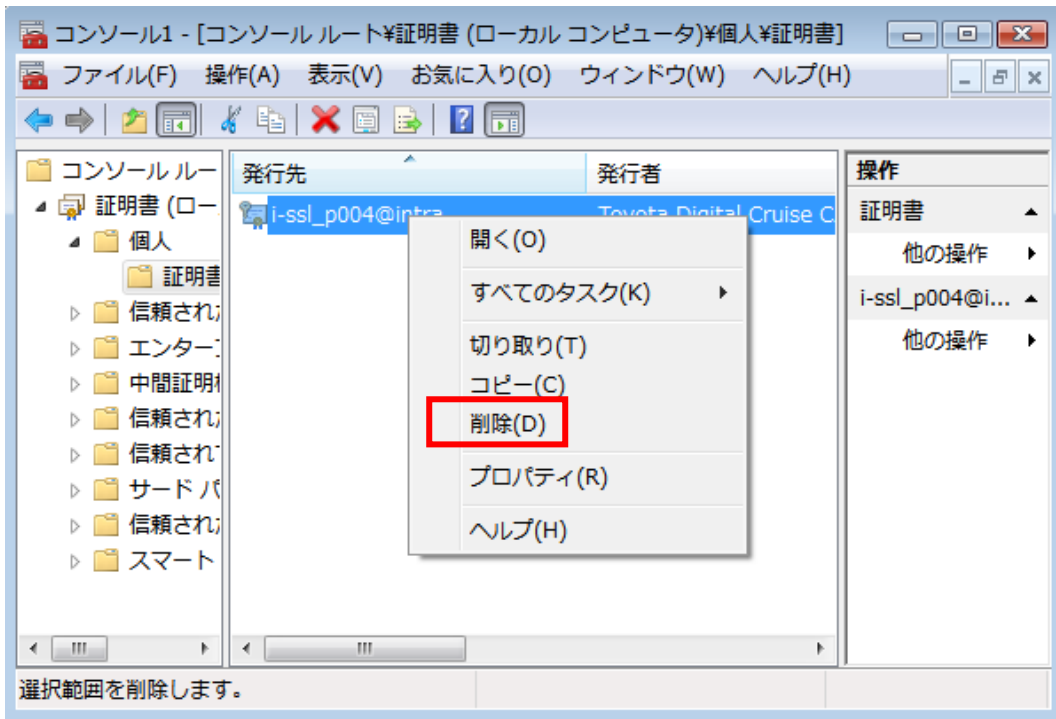 コンソール1 - [コンソール ルート¥証明書 (ローカル コンピュータ)¥個人¥証明書]
ファイル(F) 操作(A) 表示(V) お気に入り(O) ウィンドウ(W) ヘルプ(H)
コンソール ルー
証明書 (ロー
個人
証明書
信頼され
エンター
中間証明
信頼され
信頼され
サード パ
信頼され
スマート
発行先 発行者
i-ssl_p004@intra Toyota Digital Cruise C
開く(O)
すべてのタスク(K)
切り取り(T)
コピー(C)
削除(D)
プロパティ(R)
ヘルプ(H)
操作
証明書
他の操作
i-ssl_p004@i...
他の操作
選択範囲を削除します。